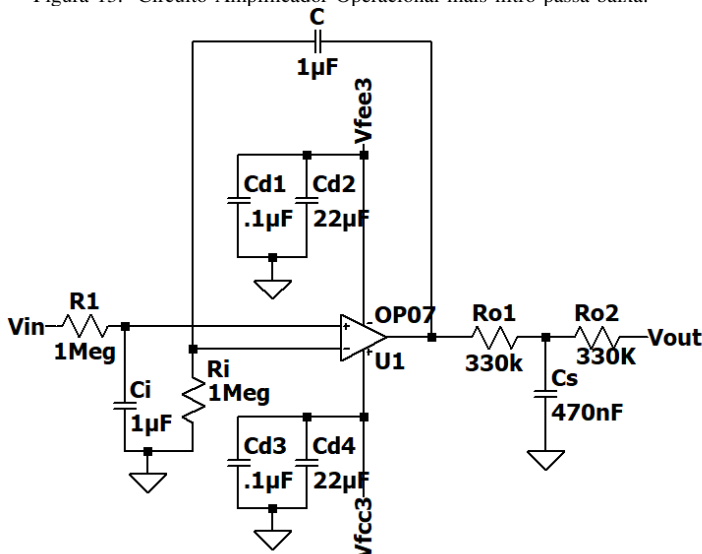 Figura 15. Circuito Amplificador Operacional mais filtro passa baixa.
C
1µF
Vfee3
Cd1
.1µF
Cd2
22µF
Vin
R1
1Meg
Ci
1µF
Ri
1Meg
+
-
-
+
OP07
U1
Ro1
330k
Ro2
330K
Vout
Cs
470nF
Cd3
.1µF
Cd4
22µF
Vfcc3